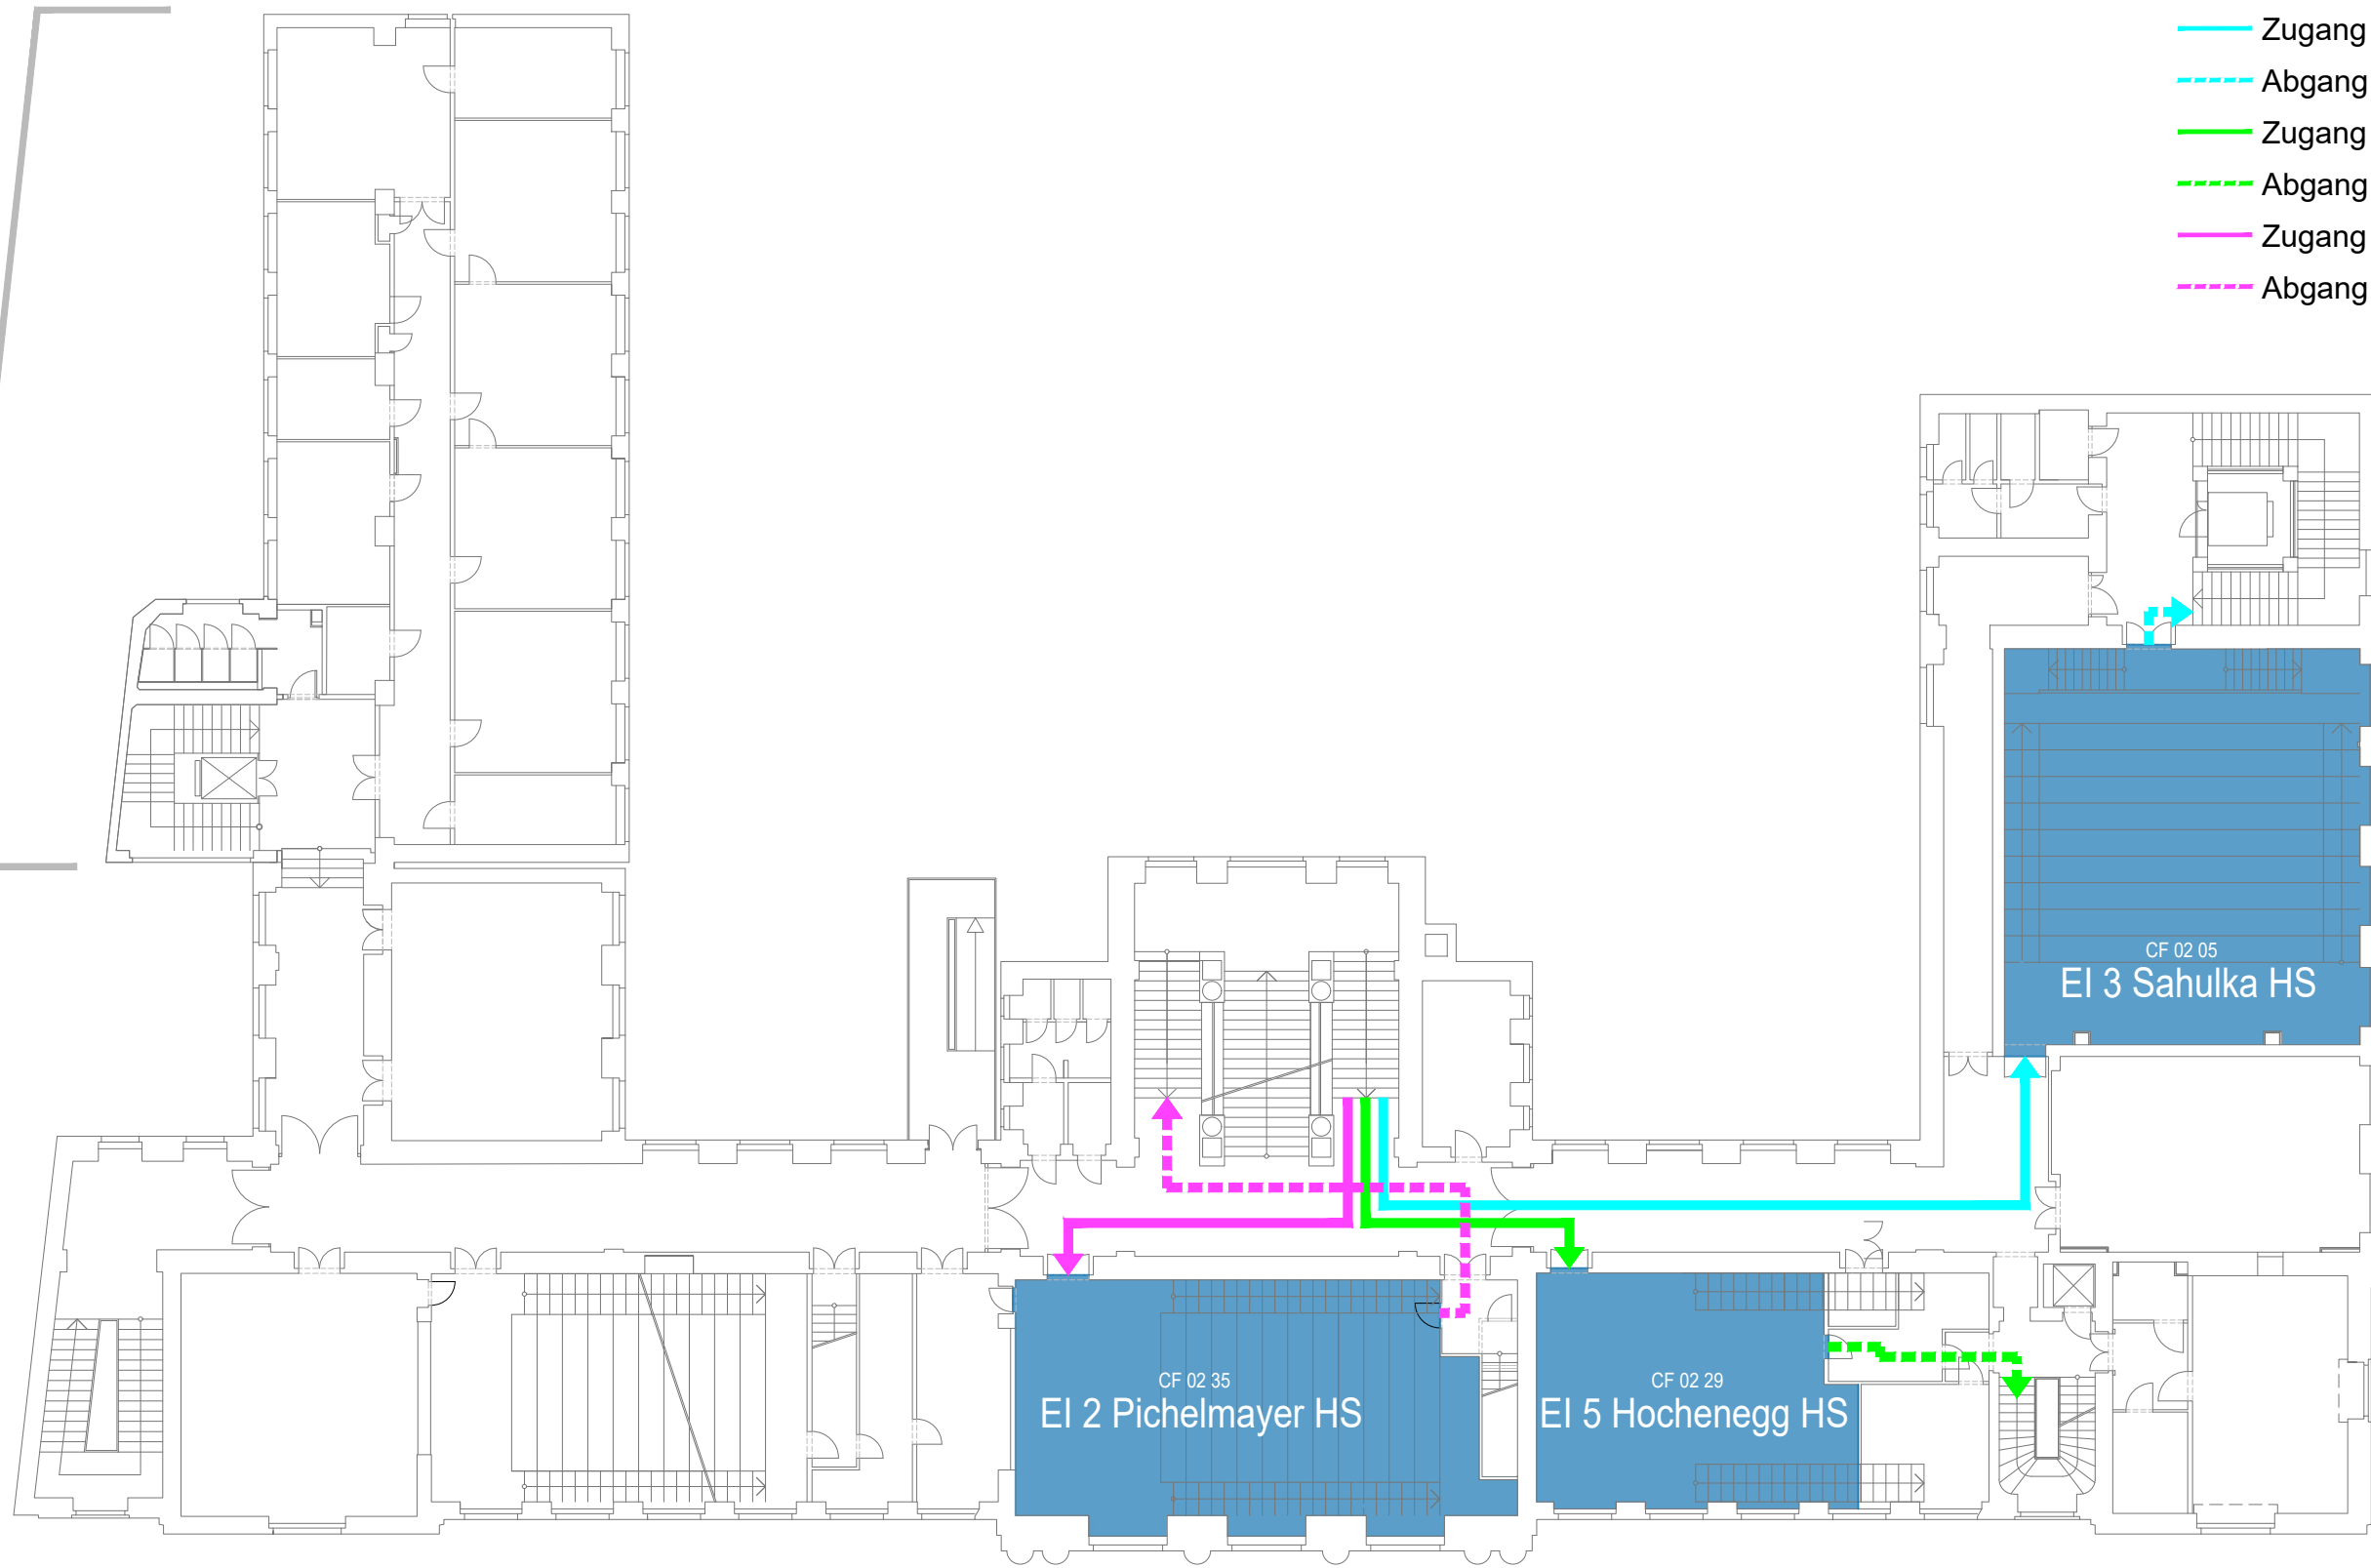 Zugang
Abgang
Zugang
Abgang
Zugang
Abgang
CF 02 05
EI 3 Sahulka HS
CF 02 35
EI 2 Pichelmayer HS
CF 02 29
EI 5 Hochenegg HS